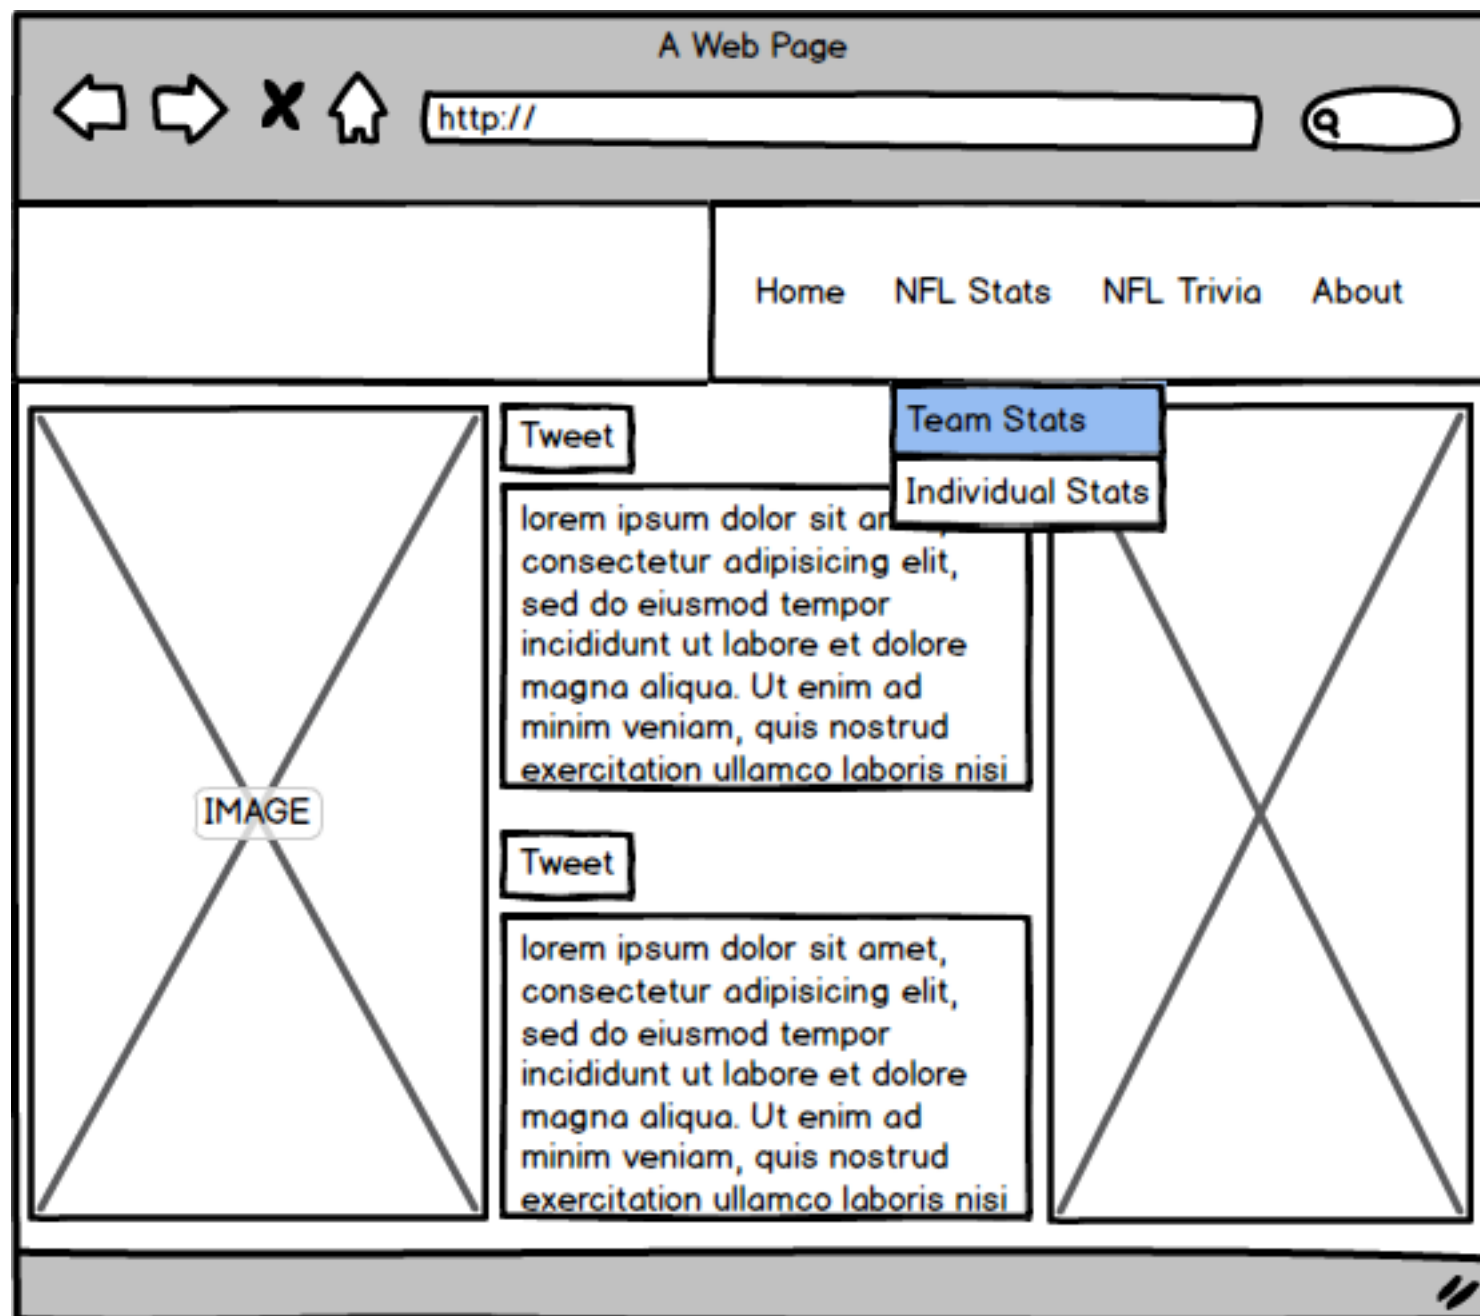 A Web Page
http://
Home NFL Stats NFL Trivia About
Team Stats
Individual Stats
Tweet
lorem ipsum dolor sit
consectetur adipisicing elit,
sed do eiusmod tempor
incididunt ut labore et dolore
magna aliqua. Ut enim ad
minim veniam, quis nostrud
exercitation ullamco laboris nisi
IMAGE
Tweet
lorem ipsum dolor sit amet,
consectetur adipisicing elit,
sed do eiusmod tempor
incididunt ut labore et dolore
magna aliqua. Ut enim ad
minim veniam, quis nostrud
exercitation ullamco laboris nisi